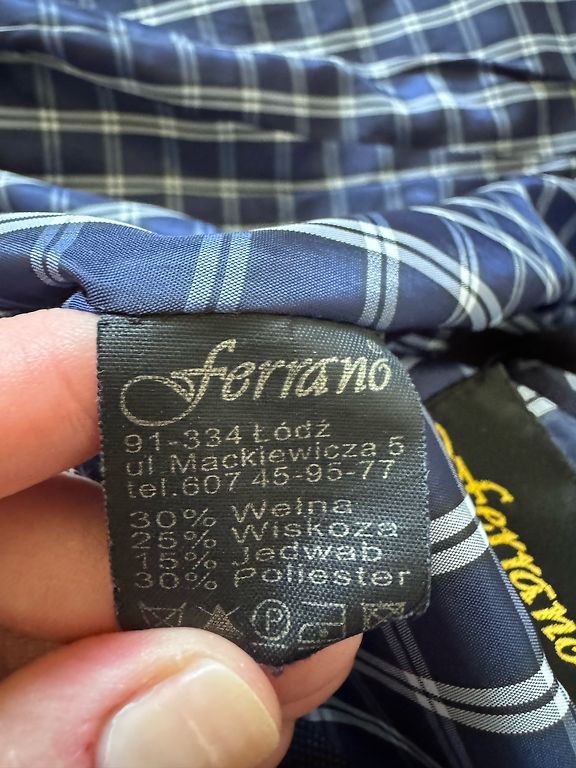 ferrano
91-334 Łódź
ul.Mackiewicza 5
tel.607 45-95-77
30% Wełna
25% Wiskoza
15% Jedwab
30% Poliester
P
ferrano